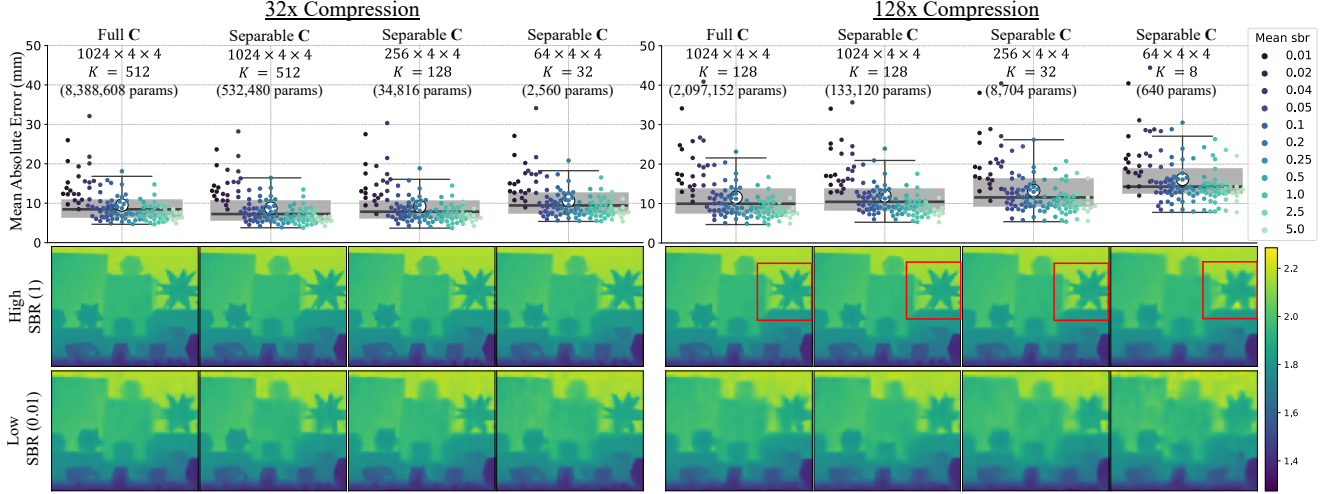 32x Compression
128x Compression
Full C
1024 × 4 × 4
K = 512
(8,388,608 params)
Separable C
1024 × 4 × 4
K = 512
(532,480 params)
Separable C
256 × 4 × 4
K = 128
(34,816 params)
Separable C
64 × 4 × 4
K = 32
(2,560 params)
Full C
1024 × 4 × 4
K = 128
(2,097,152 params)
Separable C
1024 × 4 × 4
K = 128
(133,120 params)
Separable C
256 × 4 × 4
K = 32
(8,704 params)
Separable C
64 × 4 × 4
K = 8
(640 params)
Mean Absolute Error (mm)
50
40
30
20
10
0
50
40
30
20
10
0
Mean sbr
0.01
0.02
0.04
0.05
0.1
0.2
0.25
0.5
1.0
2.5
5.0
High
SBR (1)
Low
SBR (0.01)
2.2
2.0
1.8
1.6
1.4